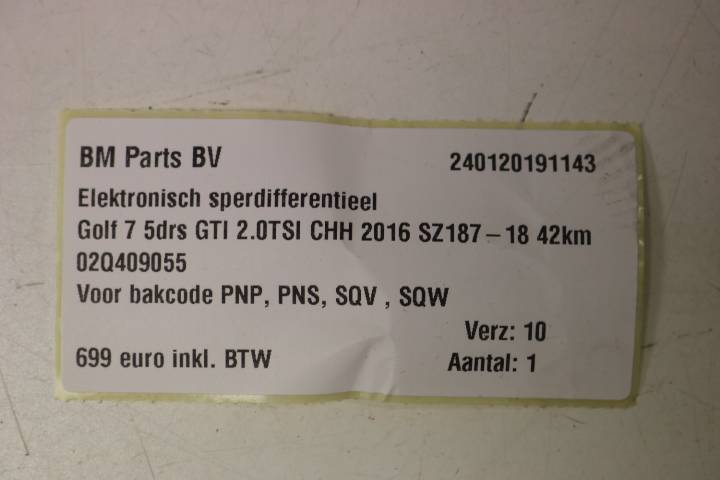 BM Parts BV 240120191143
Elektronisch sperdifferentieel
Golf 7 5drs GTI 2.0TSI CHH 2016 SZ187-18 42km
02Q409055
Voor bakcode PNP, PNS, SQV , SQW
Verz: 10
699 euro inkl. BTW Aantal: 1